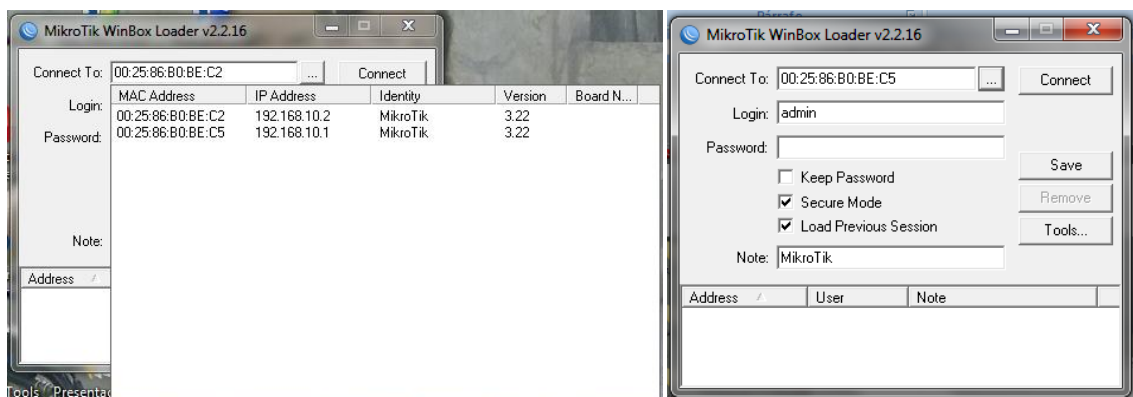 MikroTik WinBox Loader v2.2.16
Connect To: 00:25:86:B0:BE:C2 ... Connect
Login:
Password:
MAC Address IP Address Identity Version Board N...
00:25:86:B0:BE:C2 192.168.10.2 MikroTik 3.22
00:25:86:B0:BE:C5 192.168.10.1 MikroTik 3.22
Note:
Address
Tools Presentac
Párrafo
MikroTik WinBox Loader v2.2.16
Connect To: 00:25:86:B0:BE:C5 ... Connect
Login: admin
Password:
Keep Password
Save
Secure Mode
Remove
Load Previous Session
Tools...
Note: MikroTik
Address User Note